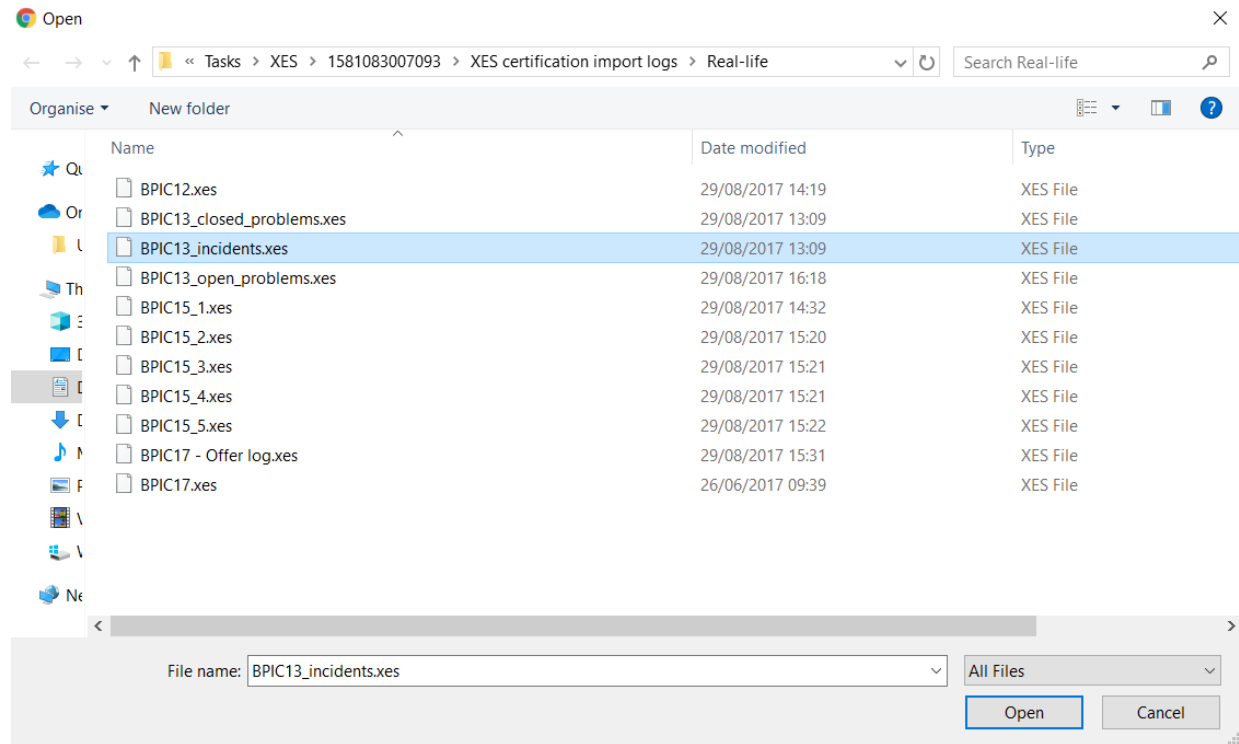 Open
« Tasks > XES > 1581083007093 > XES certification import logs > Real-life
Search Real-life
Organise New folder
Name Date modified Type
BPIC12.xes 29/08/2017 14:19 XES File
BPIC13_closed_problems.xes 29/08/2017 13:09 XES File
BPIC13_incidents.xes 29/08/2017 13:09 XES File
BPIC13_open_problems.xes 29/08/2017 16:18 XES File
BPIC15_1.xes 29/08/2017 14:32 XES File
BPIC15_2.xes 29/08/2017 15:20 XES File
BPIC15_3.xes 29/08/2017 15:21 XES File
BPIC15_4.xes 29/08/2017 15:21 XES File
BPIC15_5.xes 29/08/2017 15:22 XES File
BPIC17 - Offer log.xes 29/08/2017 15:31 XES File
BPIC17.xes 26/06/2017 09:39 XES File
File name: BPIC13_incidents.xes All Files
Open Cancel